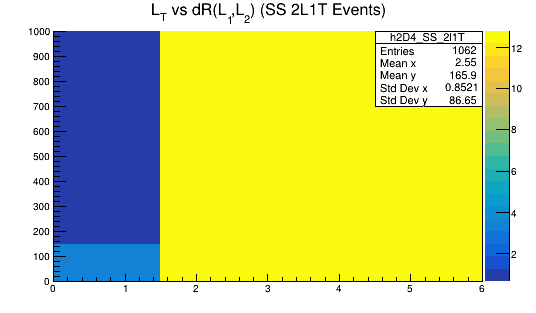 L_T vs dR(L_1,L_2) (SS 2L1T Events)
h2D4_SS_2l1T
Entries 1062
Mean x 2.55
Mean y 165.9
Std Dev x 0.8521
Std Dev y 86.65
1000
900
800
700
600
500
400
300
200
100
0
0 1 2 3 4 5 6
12
10
8
6
4
2